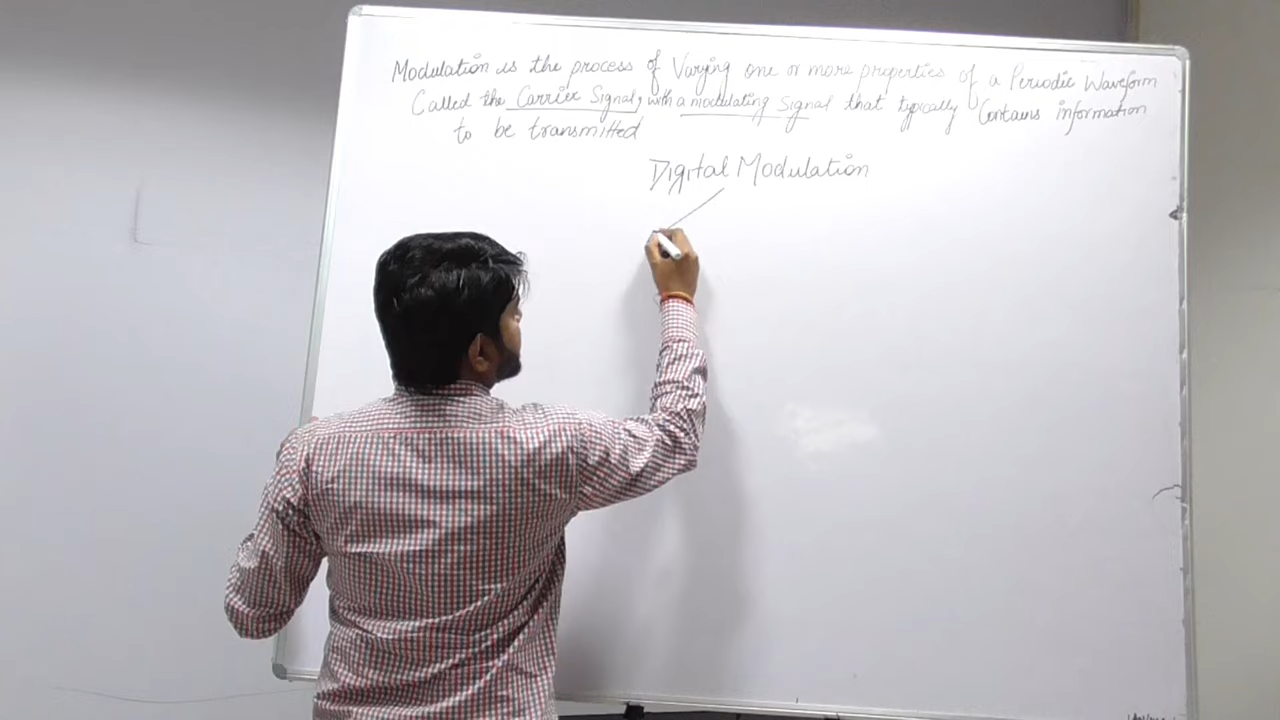 Modulation is the process of Varying one or more properties of a Periodic Waveform
Called the Carrier Signal, with a modulating Signal that typically Contains information
to be transmitted
Digital Modulation